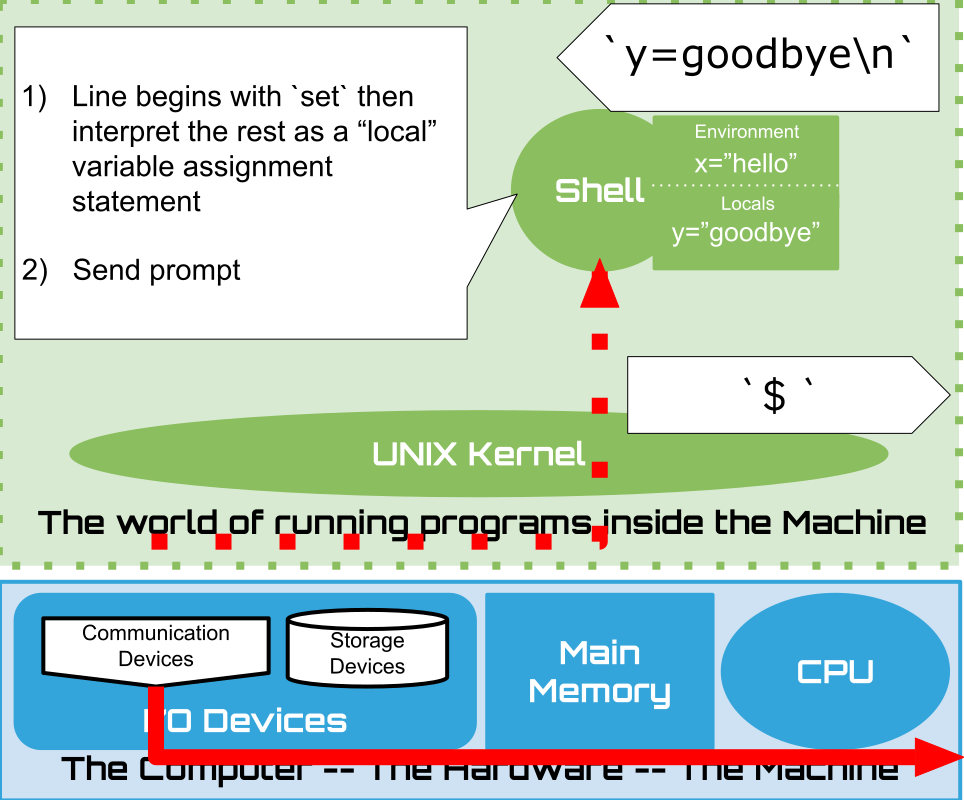 `y=goodbye\n`
1) Line begins with `set` then
interpret the rest as a “local”
variable assignment
statement
2) Send prompt
Shell
Environment
x=”hello”
Locals
y=”goodbye”
`$ `
UNIX Kernel
The world of running programs inside the Machine
Communication
Devices
Storage
Devices
I/O Devices
Main
Memory
CPU
The Computer -- The Hardware -- The Machine